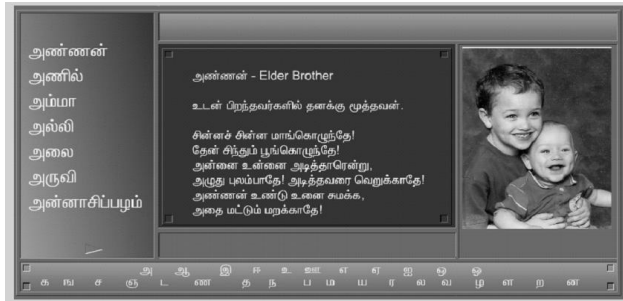 அண்ணன்
அணில்
அம்மா
அல்லி
அலை
அருவி
அன்னாசிப்பழம்
அண்ணன் - Elder Brother
உடன் பிறந்தவர்களில் தனக்கு மூத்தவன்.
சின்னச் சின்ன மாங்கொழுந்தே!
தேன் சிந்தும் பூங்கொழுந்தே!
அன்னை உன்னை அடித்தாரென்று,
அழுது புலம்பாதே! அடித்தவரை வெறுக்காதே!
அண்ணன் உண்டு உனை சுமக்க,
அதை மட்டும் மறக்காதே!
அ ஆ இ ஈ உ ஊ எ ஏ ஐ ஒ ஓ
க ங ச ஞ ட ண த ந ப ம ய ர ல வ ழ ள ற ன